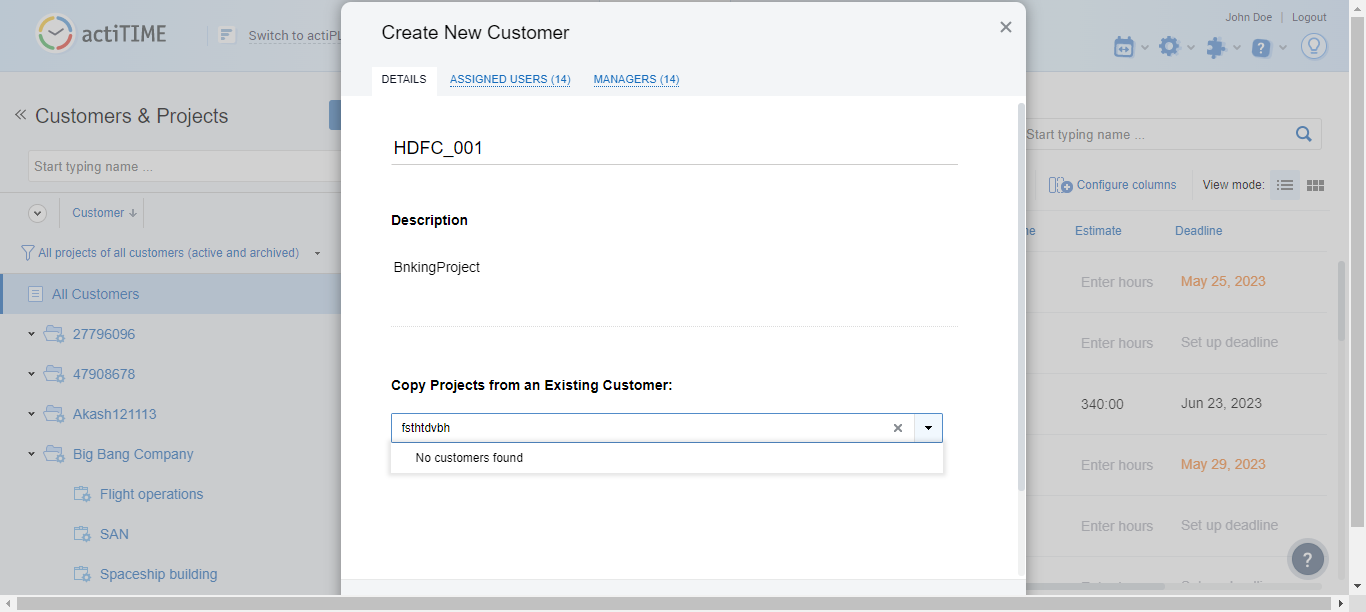 actiTIME
Switch to actiPL
John Doe | Logout
Create New Customer
DETAILS
ASSIGNED USERS (14)
MANAGERS (14)
Customers & Projects
Start typing name ...
Customer
All projects of all customers (active and archived)
All Customers
27796096
47908678
Akash121113
Big Bang Company
Flight operations
SAN
Spaceship building
HDFC_001
Description
BnkingProject
Copy Projects from an Existing Customer:
fsthtdvbh
No customers found
Start typing name ...
Configure columns
View mode:
Estimate
Deadline
Enter hours
May 25, 2023
Enter hours
Set up deadline
340:00
Jun 23, 2023
Enter hours
May 29, 2023
Enter hours
Set up deadline
?